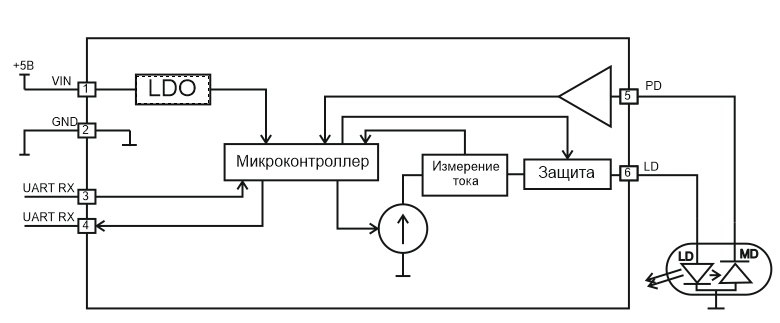 +5В
VIN
1
LDO
5
PD
GND
2
Микроконтроллер
Измерение
тока
Защита
6
LD
UART RX
3
UART RX
4
LD
MD